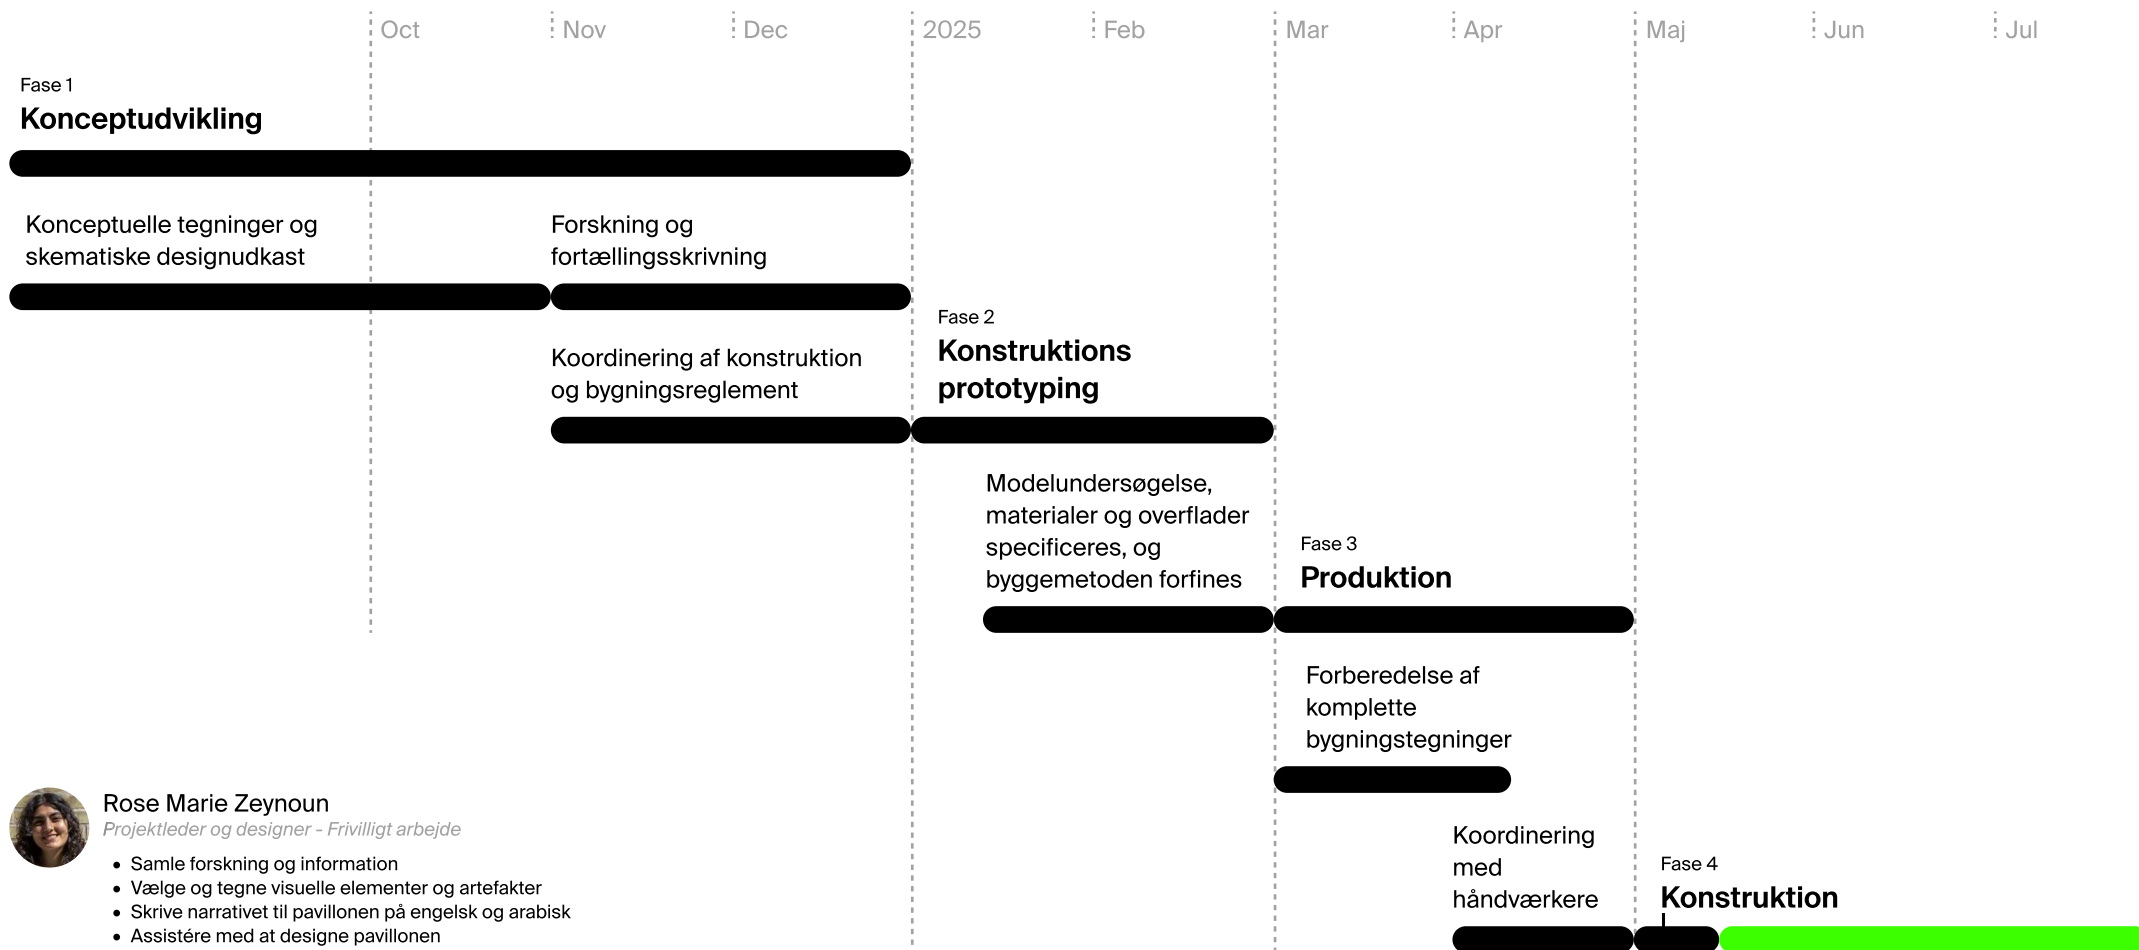 Oct
Nov
Dec
2025
Feb
Mar
Apr
Maj
Jun
Jul
Fase 1
Konceptudvikling
Konceptuelle tegninger og
skematiske designudkast
Forskning og
fortællingsskrivning
Koordinering af konstruktion
og bygningsreglement
Fase 2
Konstruktions
prototyping
Modelundersøgelse,
materialer og overflader
specificeres, og
byggemetoden forfines
Fase 3
Produktion
Forberedelse af
komplette
bygningstegninger
Koordinering
med
håndværkere
Fase 4
Konstruktion
Rose Marie Zeynoun
Projektleder og designer - Frivilligt arbejde
• Samle forskning og information
• Vælge og tegne visuelle elementer og artefakter
• Skrive narrativet til pavillonen på engelsk og arabisk
• Assistére med at designe pavillonen